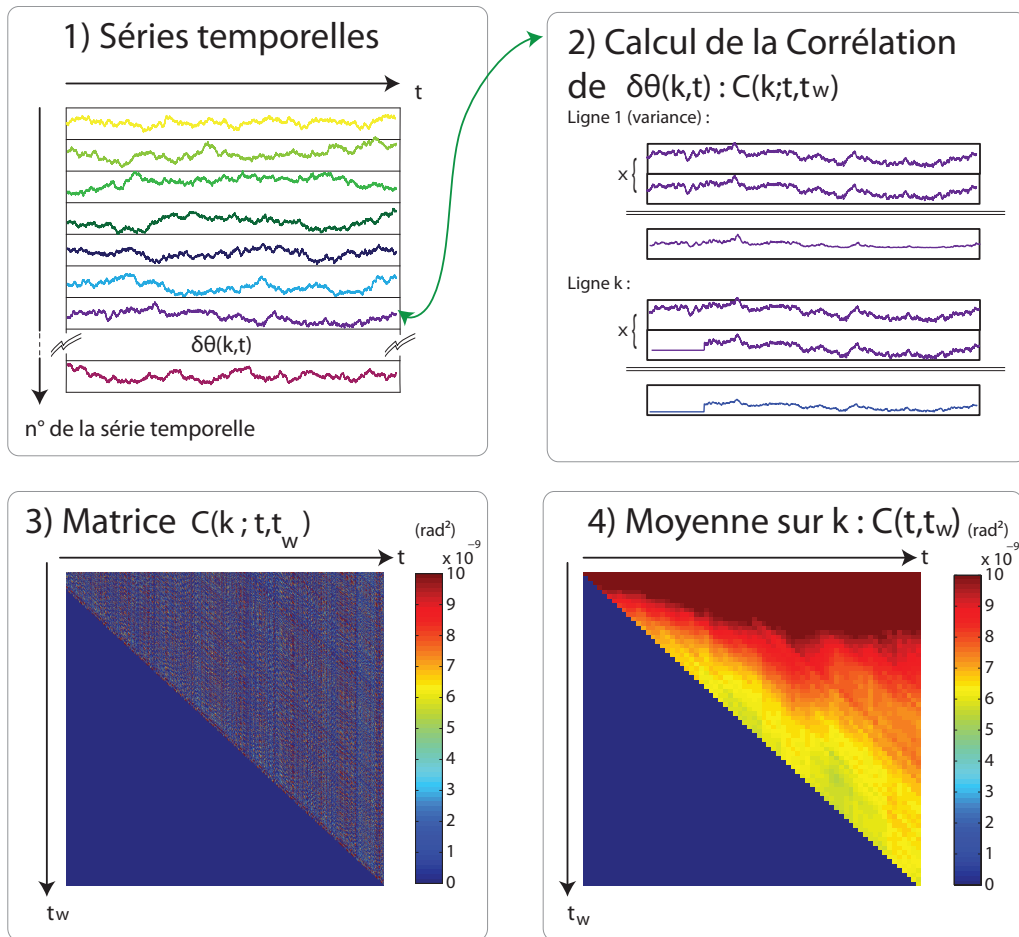 1) Séries temporelles
t
δθ(k,t)
n° de la série temporelle
2) Calcul de la Corrélation
de δθ(k,t) : C(k;t,tw)
Ligne 1 (variance) :
x {
Ligne k :
x {
3) Matrice C(k ; t,tw)
(rad²)
x 10⁻⁹
t
10
9
8
7
6
5
4
3
2
1
0
tw
4) Moyenne sur k : C(t,tw) (rad²)
x 10⁻⁹
t
10
9
8
7
6
5
4
3
2
1
0
tw